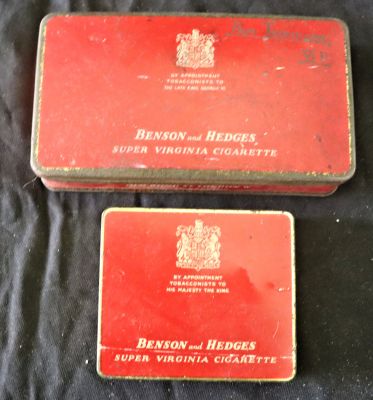 BY APPOINTMENT
TOBACCONISTS TO
THE LATE KING GEORGE VI
BENSON and HEDGES
SUPER VIRGINIA CIGARETTE
BY APPOINTMENT
TOBACCONISTS TO
HIS MAJESTY THE KING
BENSON and HEDGES
SUPER VIRGINIA CIGARETTE